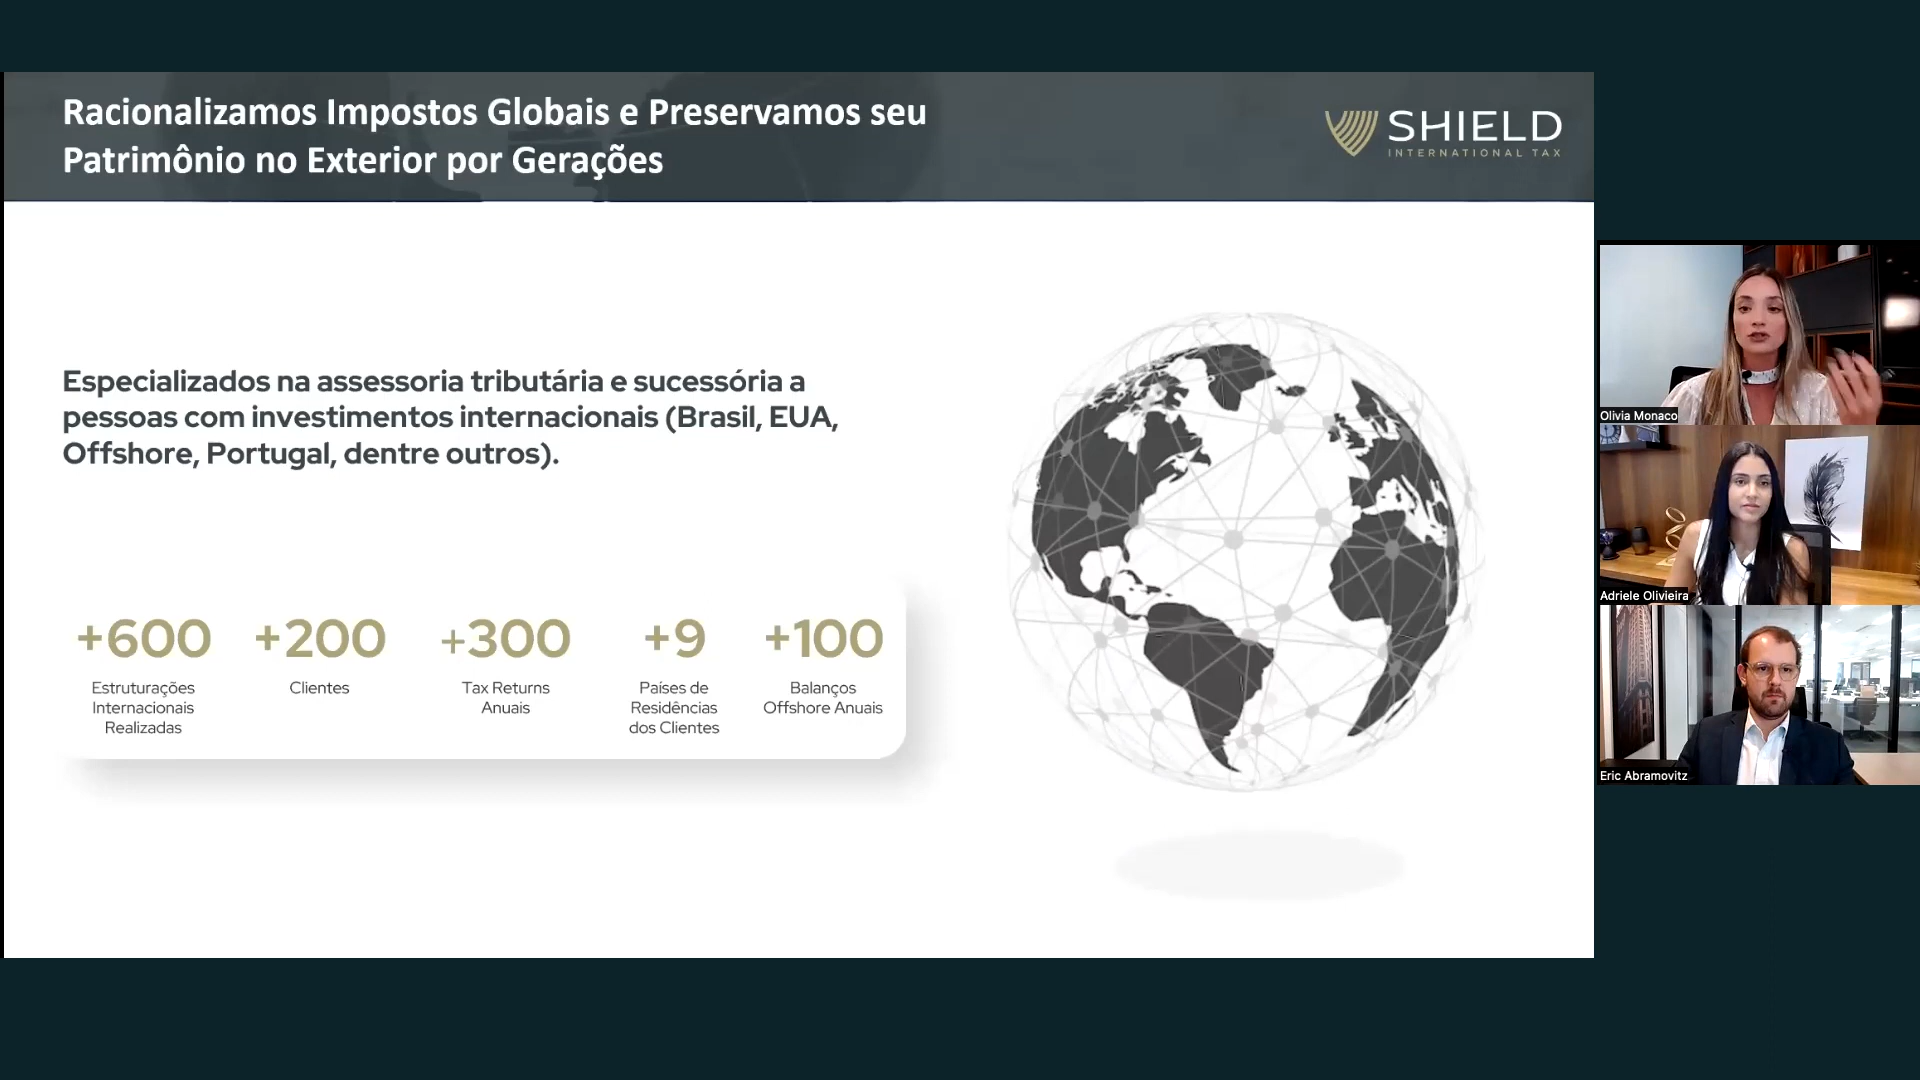 Racionalizamos Impostos Globais e Preservamos seu
Patrimônio no Exterior por Gerações
SHIELD
INTERNATIONAL TAX
Especializados na assessoria tributária e sucessória a
pessoas com investimentos internacionais (Brasil, EUA,
Offshore, Portugal, dentre outros).
+600
Estruturações
Internacionais
Realizadas
+200
Clientes
+300
Tax Returns
Anuais
+9
Países de
Residências
dos Clientes
+100
Balanços
Offshore Anuais
Olivia Monaco
Adriele Olivieira
Eric Abramovitz